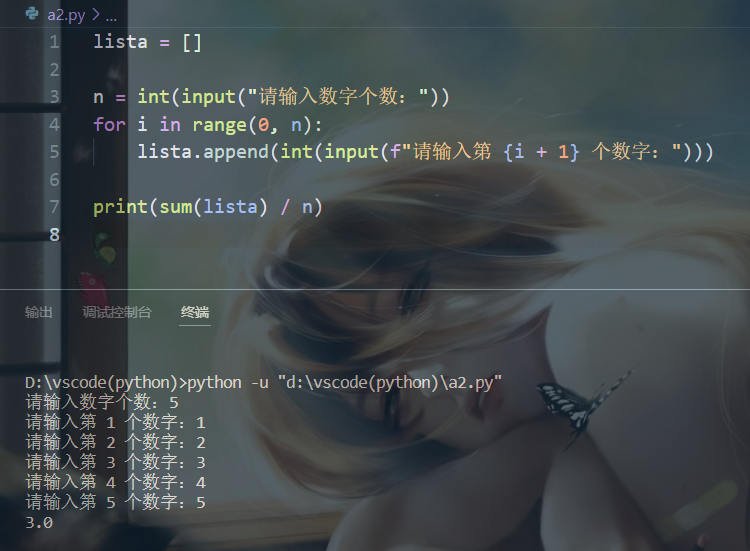 a2.py > ...
1 lista = []
2
3 n = int(input("请输入数字个数："))
4 for i in range(0, n):
5     lista.append(int(input(f"请输入第 {i + 1} 个数字：")))
6
7 print(sum(lista) / n)
8
输出 调试控制台 终端
D:\vscode(python)>python -u "d:\vscode(python)\a2.py"
请输入数字个数：5
请输入第 1 个数字：1
请输入第 2 个数字：2
请输入第 3 个数字：3
请输入第 4 个数字：4
请输入第 5 个数字：5
3.0